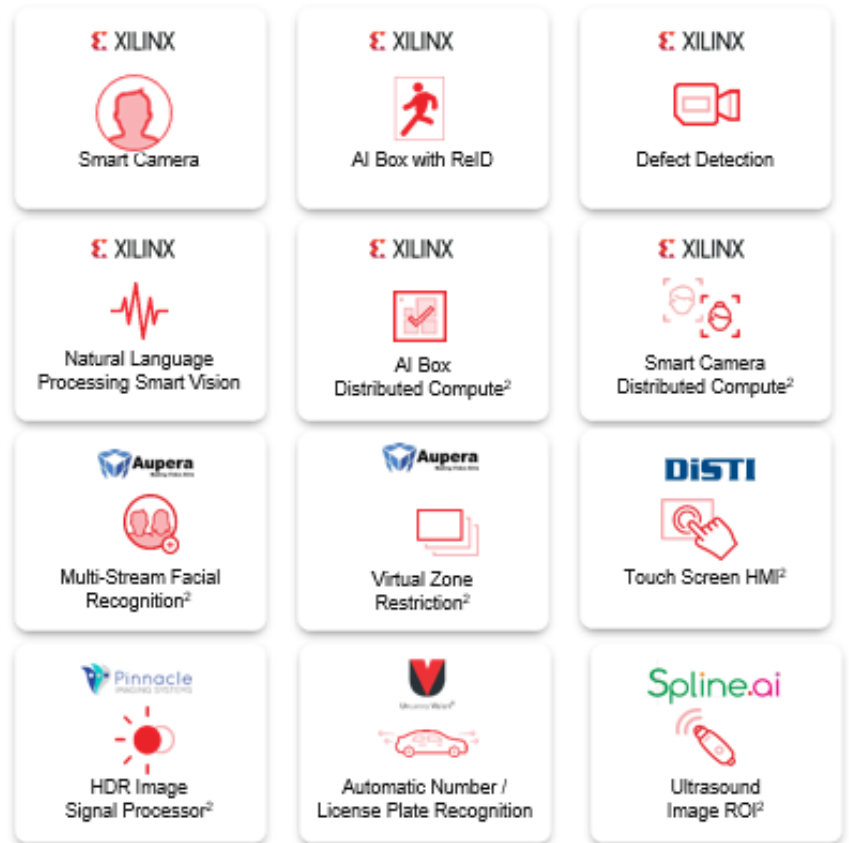 XILINX
Smart Camera
XILINX
AI Box with ReID
XILINX
Defect Detection
XILINX
Natural Language
Processing Smart Vision
XILINX
AI Box
Distributed Compute²
XILINX
Smart Camera
Distributed Compute²
Aupera
Multi-Stream Facial
Recognition²
Aupera
Virtual Zone
Restriction²
DiSTI
Touch Screen HMI²
Pinnacle
IMAGING SYSTEMS
HDR Image
Signal Processor²
Automatic Number /
License Plate Recognition
Spline.ai
Ultrasound
Image ROI²